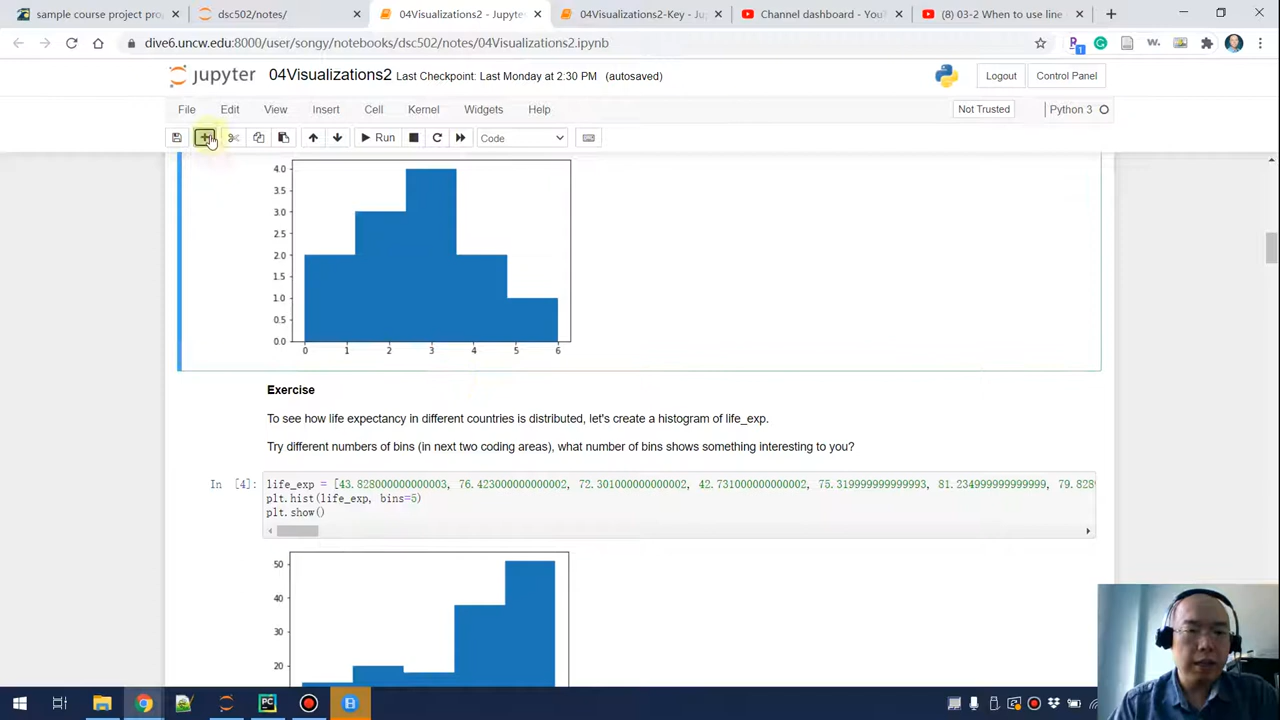 sample course project pro
dsc502/notes/
04Visualizations2 - Jupyte
04Visualizations2-Key - Ju
Channel dashboard - You
(8) 03-2 When to use line
dive6.uncw.edu:8000/user/songy/notebooks/dsc502/notes/04Visualizations2.ipynb
jupyter 04Visualizations2 Last Checkpoint: Last Monday at 2:30 PM (autosaved)
Logout
Control Panel
File Edit View Insert Cell Kernel Widgets Help
Not Trusted
Python 3
Run
Code
4.0
3.5
3.0
2.5
2.0
1.5
1.0
0.5
0.0
0 1 2 3 4 5 6
Exercise
To see how life expectancy in different countries is distributed, let's create a histogram of life_exp.
Try different numbers of bins (in next two coding areas), what number of bins shows something interesting to you?
In [4]: life_exp = [43.828000000000003, 76.423000000000002, 72.301000000000002, 42.731000000000002, 75.319999999999993, 81.234999999999999, 79.828
plt.hist(life_exp, bins=5)
plt.show()
50
40
30
20